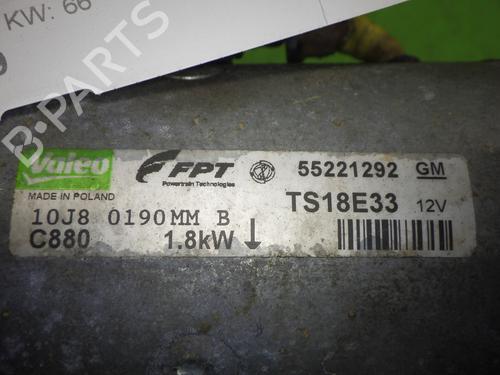 KW: 66
B-PARTS
Valeo FPT 55221292 GM
Powertrain Technologies
MADE IN POLAND
TS18E33 12V
10J8 0190MM B
C880 1.8kW